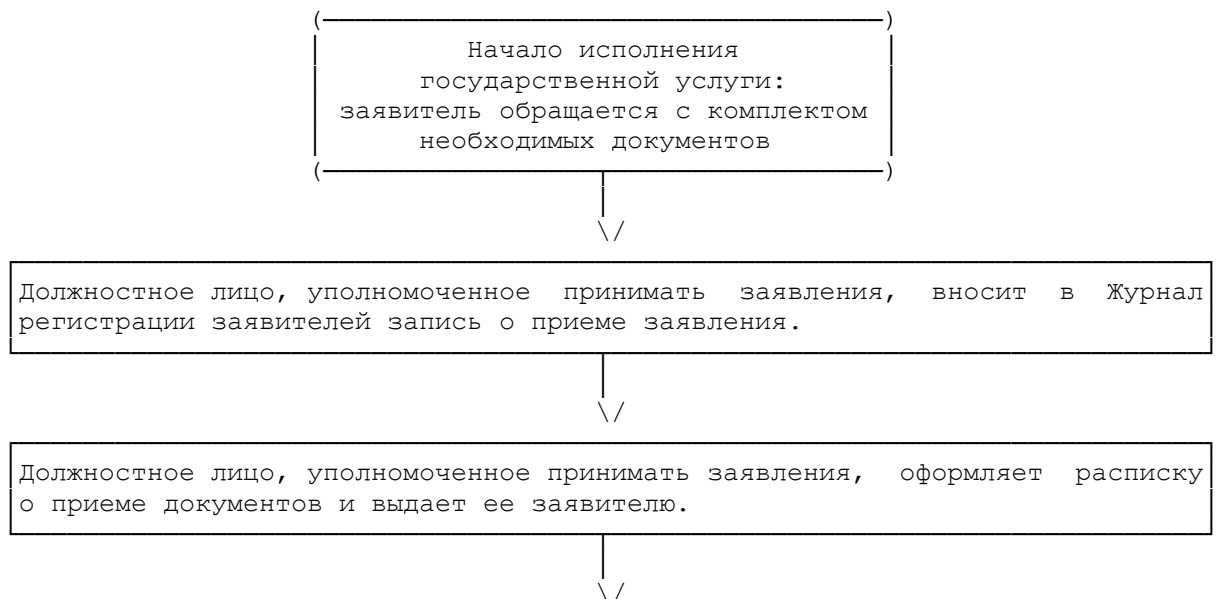 Начало исполнения
государственной услуги:
заявитель обращается с комплектом
необходимых документов
Должностное лицо, уполномоченное принимать заявления, вносит в Журнал
регистрации заявителей запись о приеме заявления.
Должностное лицо, уполномоченное принимать заявления, оформляет расписку
о приеме документов и выдает ее заявителю.